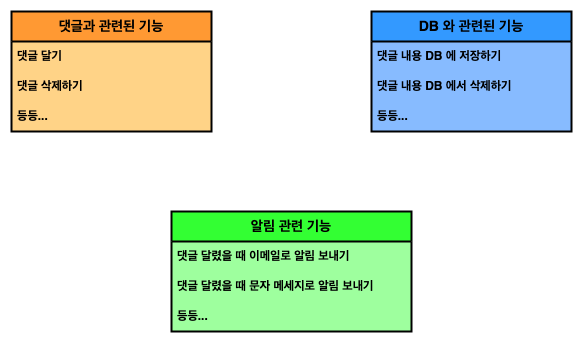 댓글과 관련된 기능
댓글 달기
댓글 삭제하기
등등...
DB 와 관련된 기능
댓글 내용 DB 에 저장하기
댓글 내용 DB 에서 삭제하기
등등...
알림 관련 기능
댓글 달렸을 때 이메일로 알림 보내기
댓글 달렸을 때 문자 메세지로 알림 보내기
등등...